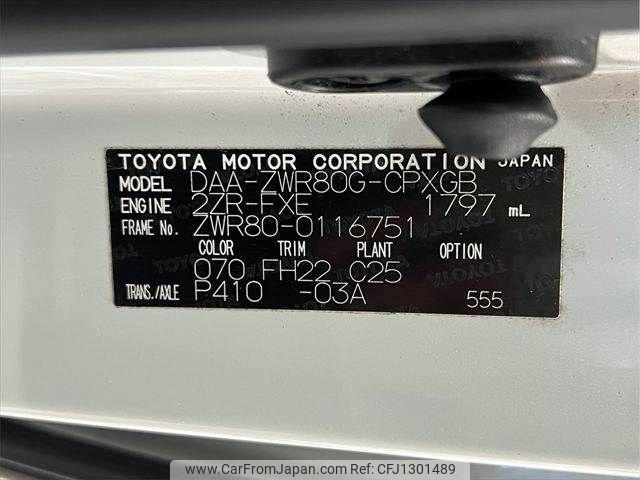 TOYOTA MOTOR CORPORATION JAPAN
MODEL DAA-ZWR80G-CPXGB
ENGINE 2ZR-FXE 1797 mL
FRAME No. ZWR80-0116751
COLOR TRIM PLANT OPTION
070 FH22 C25
TRANS./AXLE P410 -03A 555
www.CarFromJapan.com | Ref No.CFJ1301489